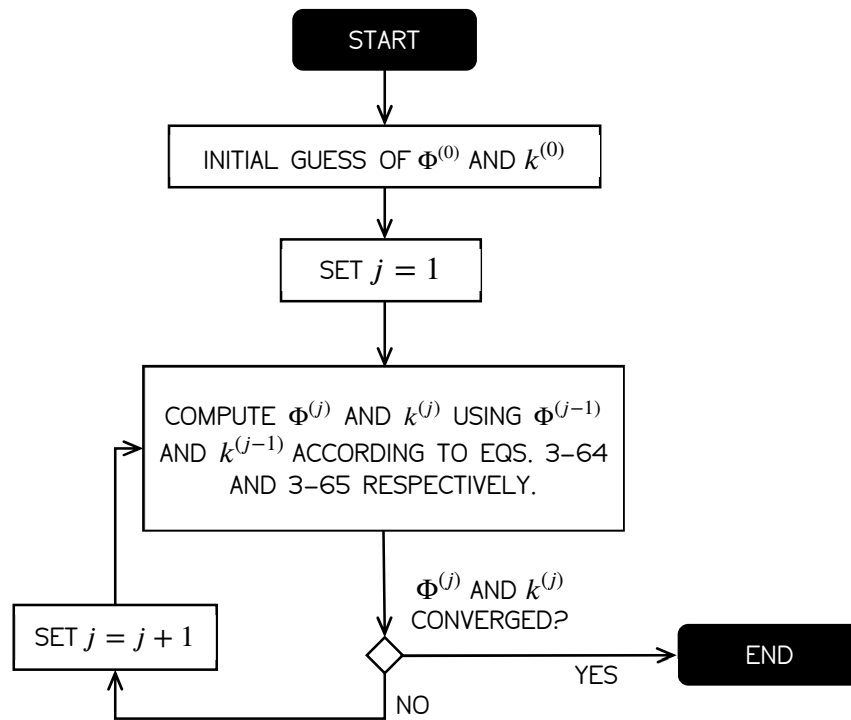 START
INITIAL GUESS OF Φ^(0) AND k^(0)
SET j = 1
COMPUTE Φ^(j) AND k^(j) USING Φ^(j−1)
AND k^(j−1) ACCORDING TO EQS. 3–64
AND 3–65 RESPECTIVELY.
Φ^(j) AND k^(j)
CONVERGED?
SET j = j + 1
YES
END
NO